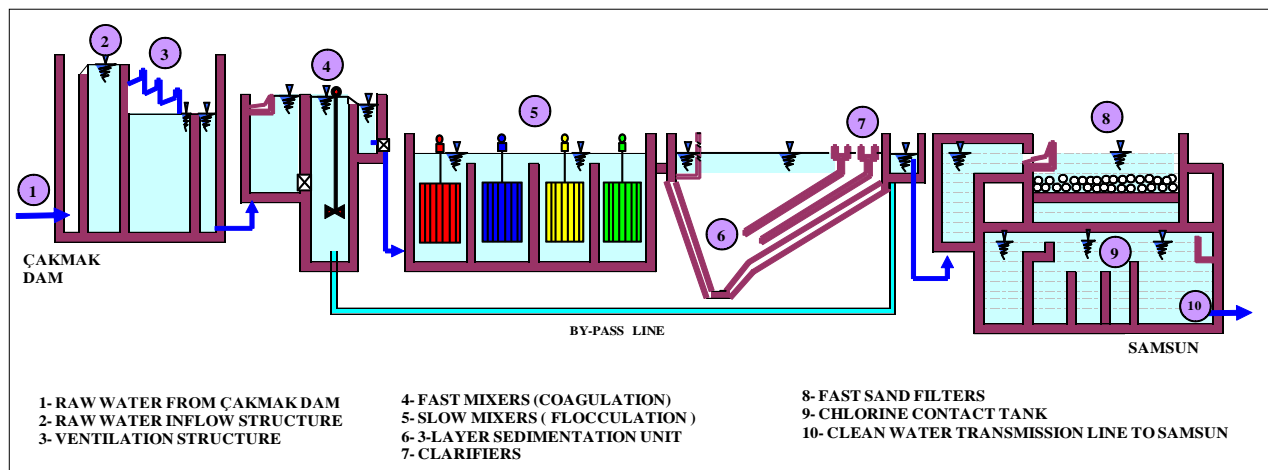 2
3
4
5
7
8
1
6
9
10
ÇAKMAK
DAM
BY-PASS LINE
SAMSUN
1- RAW WATER FROM ÇAKMAK DAM
2- RAW WATER INFLOW STRUCTURE
3- VENTILATION STRUCTURE
4- FAST MIXERS (COAGULATION)
5- SLOW MIXERS ( FLOCCULATION )
6- 3-LAYER SEDIMENTATION UNIT
7- CLARIFIERS
8- FAST SAND FILTERS
9- CHLORINE CONTACT TANK
10- CLEAN WATER TRANSMISSION LINE TO SAMSUN